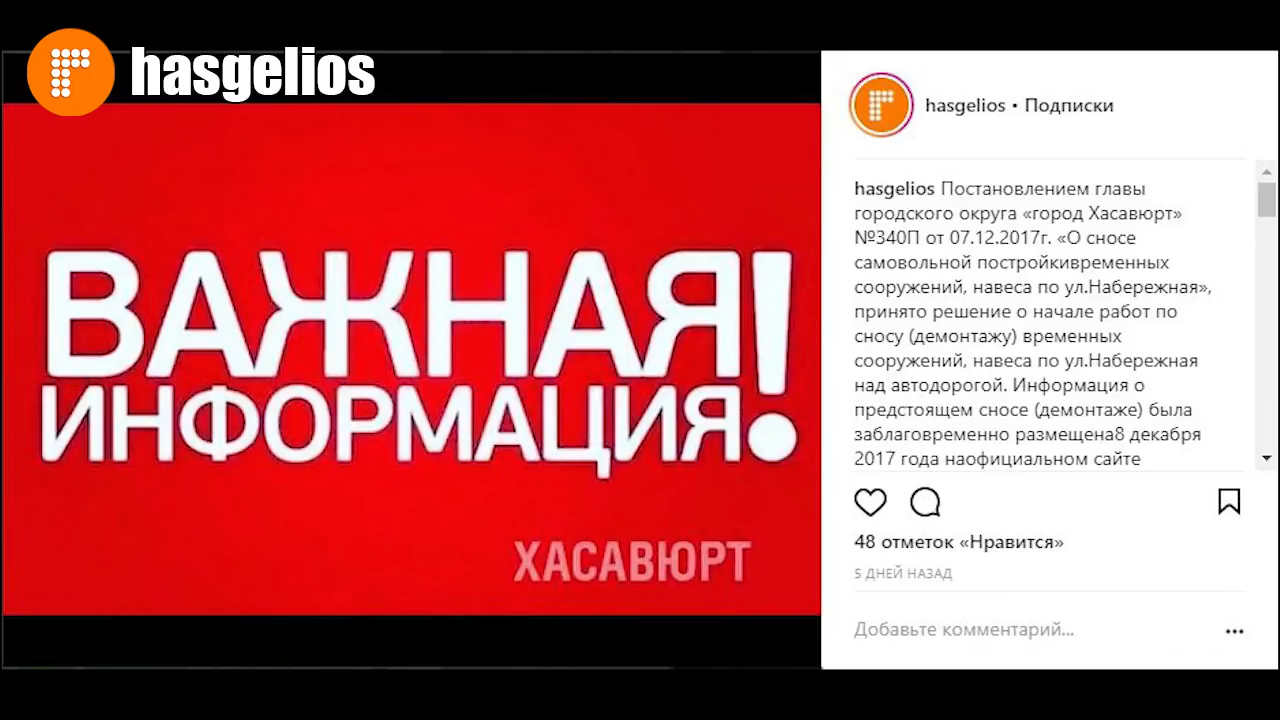 hasgelios
ВАЖНАЯ!
ИНФОРМАЦИЯ
ХАСАВЮРТ
hasgelios • Подписки
hasgelios Постановлением главы
городского округа «город Хасавюрт»
№340П от 07.12.2017г. «О сносе
самовольной постройкивременных
сооружений, навеса по ул.Набережная»,
принято решение о начале работ по
сносу (демонтажу) временных
сооружений, навеса по ул.Набережная
над автодорогой. Информация о
предстоящем сносе (демонтаже) была
заблаговременно размещена8 декабря
2017 года наофициальном сайте
48 отметок «Нравится»
5 ДНЕЙ НАЗАД
Добавьте комментарий...